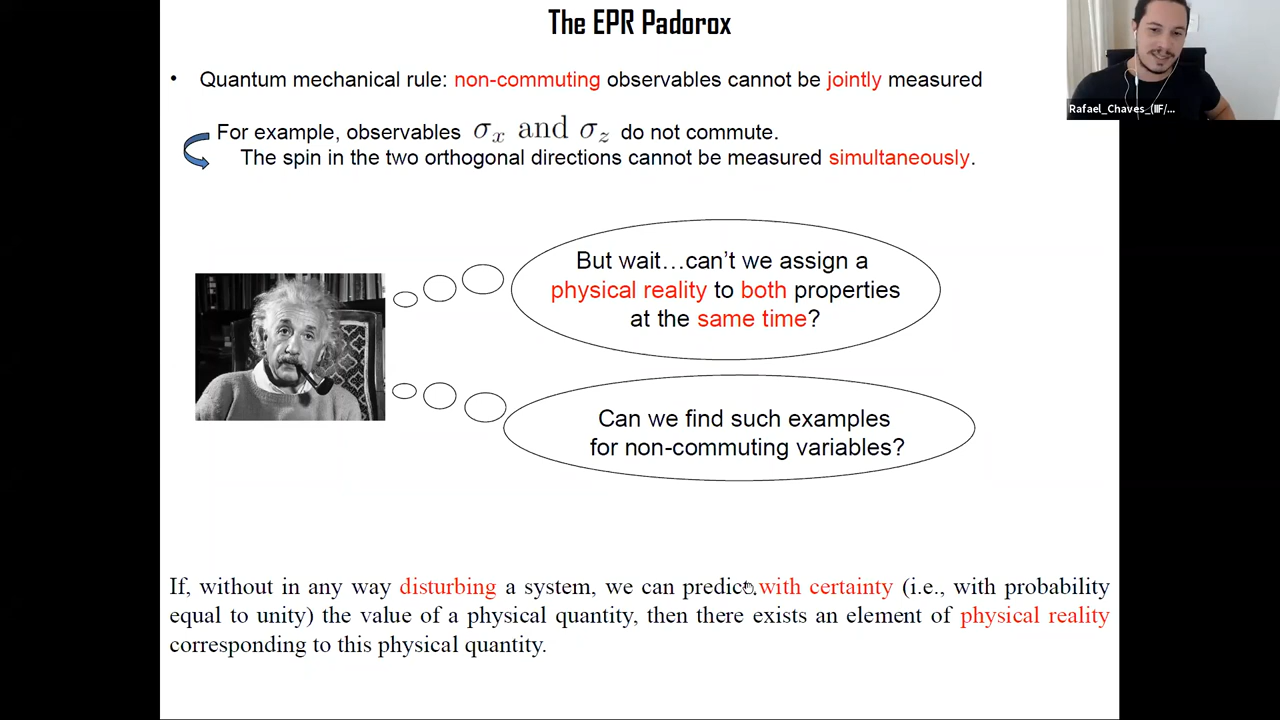 The EPR Padorox
• Quantum mechanical rule: non-commuting observables cannot be jointly measured
Rafael_Chaves_(IIF/...
For example, observables σx and σz do not commute.
The spin in the two orthogonal directions cannot be measured simultaneously.
But wait…can't we assign a
physical reality to both properties
at the same time?
Can we find such examples
for non-commuting variables?
If, without in any way disturbing a system, we can predict with certainty (i.e., with probability
equal to unity) the value of a physical quantity, then there exists an element of physical reality
corresponding to this physical quantity.